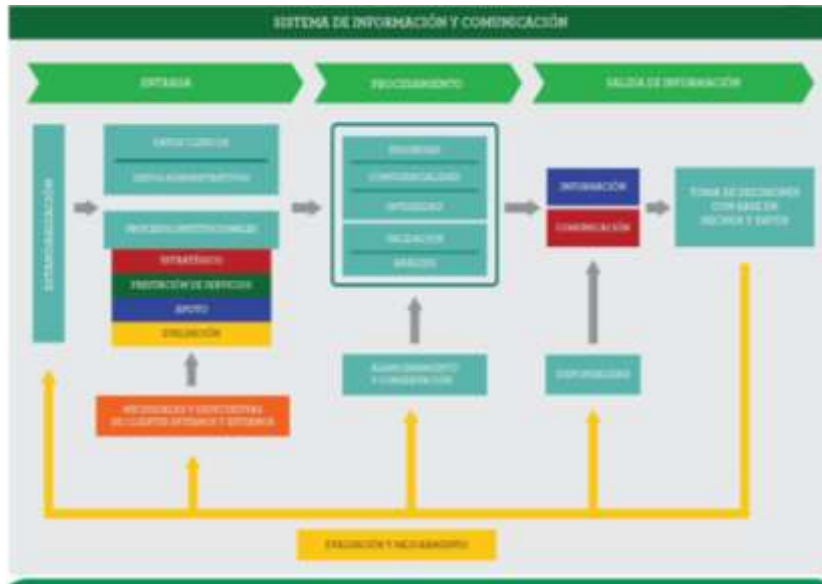 SISTEMA DE INFORMACIÓN Y COMUNICACIÓN
ENTRADA
PROCESAMIENTO
SALIDA DE INFORMACIÓN
ESTANDARIZACIÓN
DATOS CLÍNICOS
DATOS ADMINISTRATIVOS
PROCESOS INSTITUCIONALES
ESTRATÉGICO
PRESTACIÓN DE SERVICIOS
APOYO
EVALUACIÓN
NECESIDADES Y EXPECTATIVAS
DE CLIENTES INTERNOS Y EXTERNOS
SEGURIDAD
CONFIDENCIALIDAD
INTEGRIDAD
VALIDACIÓN
ANÁLISIS
ALMACENAMIENTO
Y CONSERVACIÓN
INFORMACIÓN
COMUNICACIÓN
DISPONIBILIDAD
TOMA DE DECISIONES
CON BASE EN
HECHOS Y DATOS
EVALUACIÓN Y MEJORAMIENTO